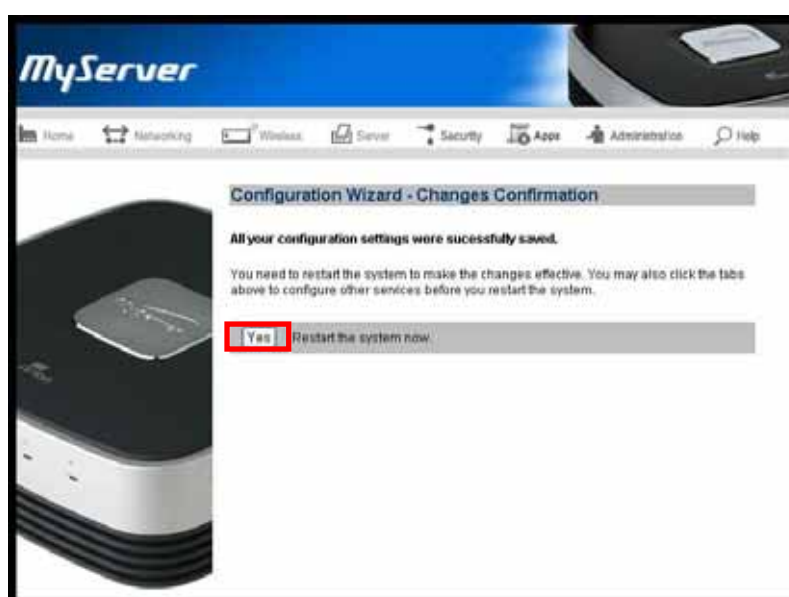 MyServer
Home Networking Wireless Server Security Apps Administration Help
Configuration Wizard - Changes Confirmation
All your configuration settings were sucessfully saved.
You need to restart the system to make the changes effective. You may also click the tabs
above to configure other services before you restart the system.
Yes Restart the system now.